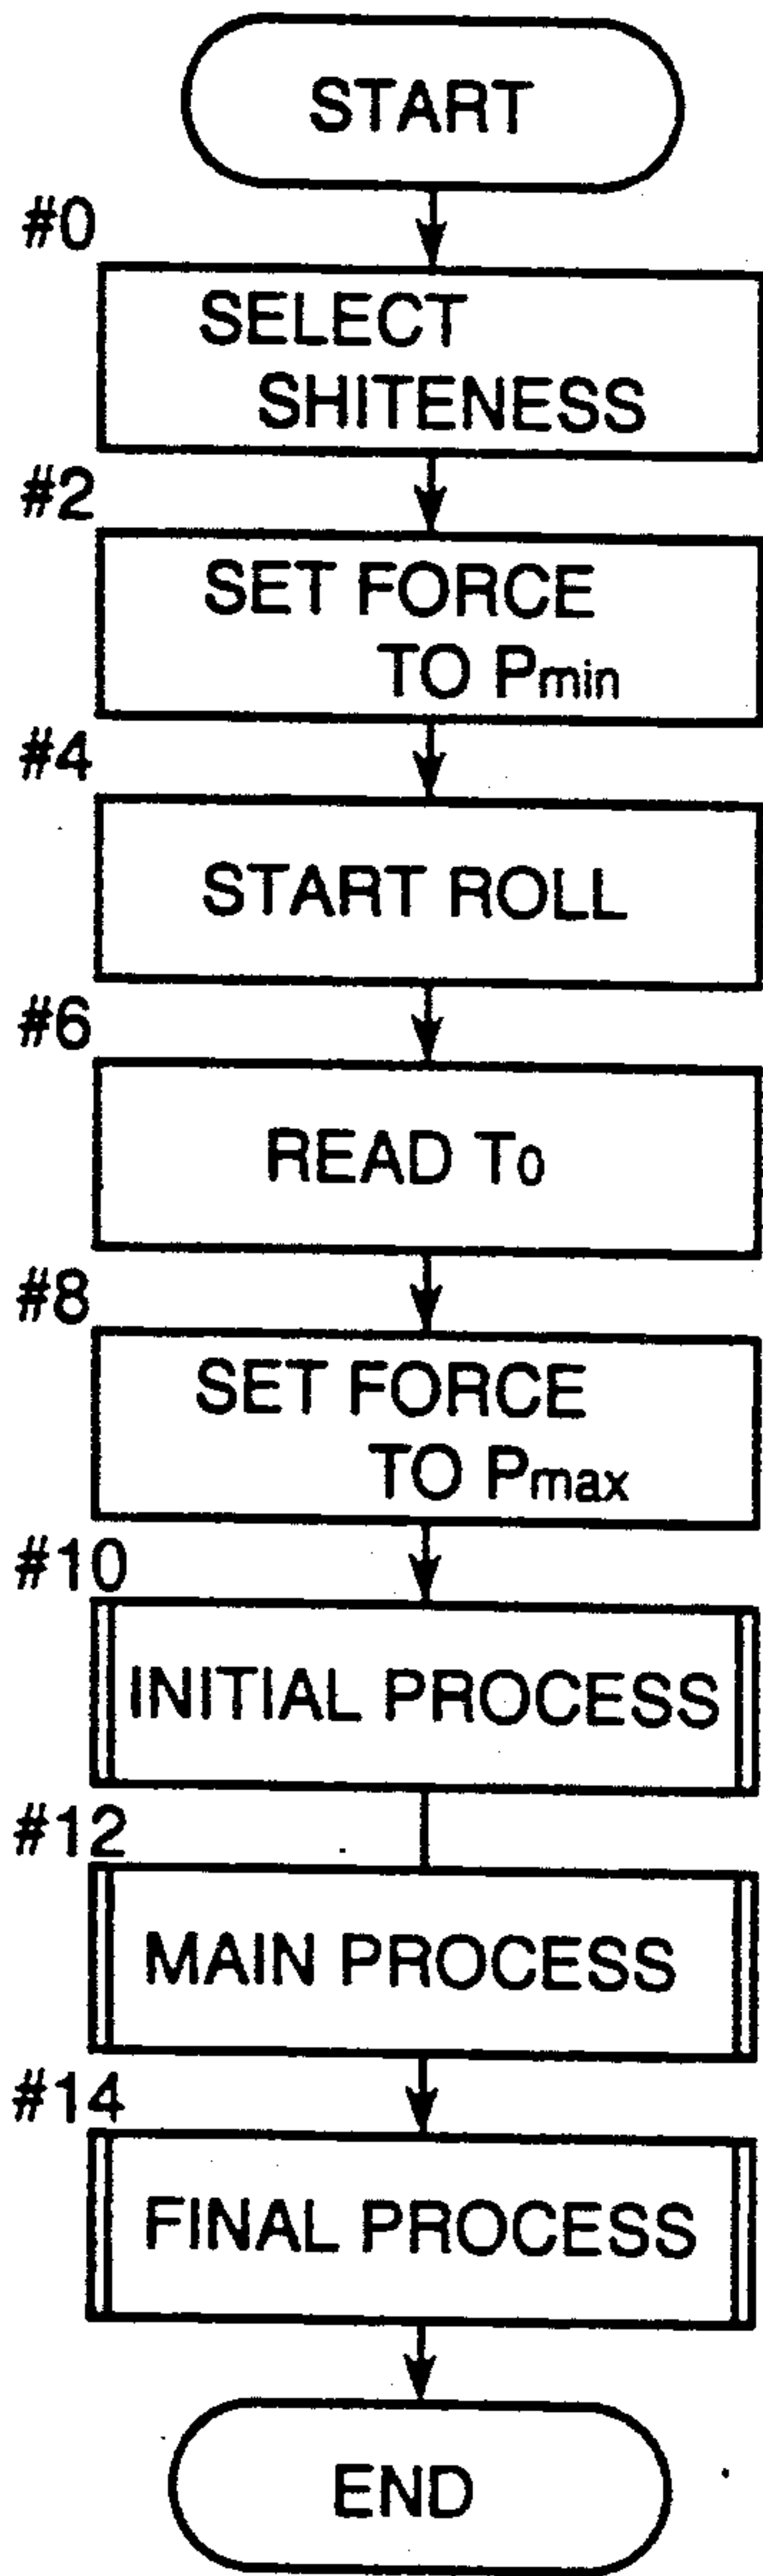 START
#0
SELECT
SHITENESS
#2
SET FORCE
TO Pmin
#4
START ROLL
#6
READ T0
#8
SET FORCE
TO Pmax
#10
INITIAL PROCESS
#12
MAIN PROCESS
#14
FINAL PROCESS
END